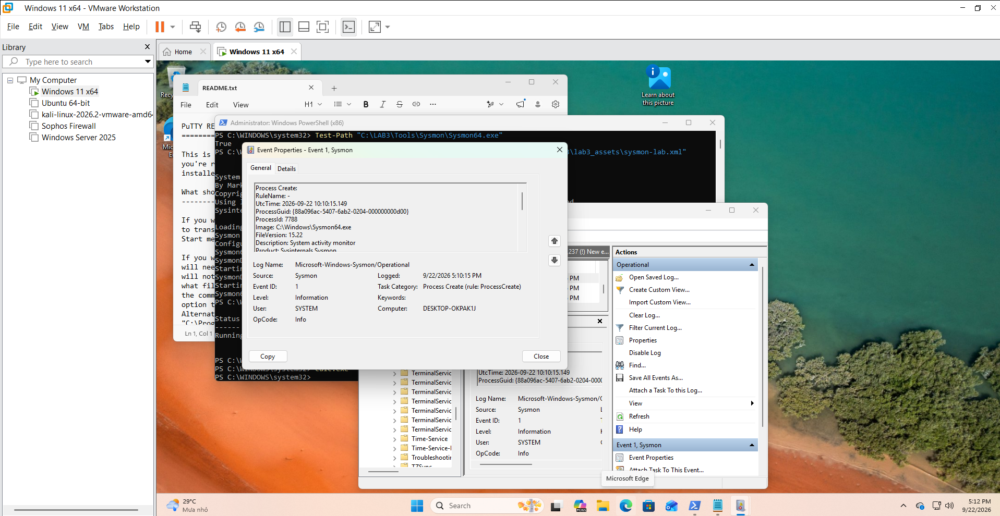 Windows 11 x64 - VMware Workstation
File Edit View VM Tabs Help
Library
Type here to search
My Computer
Windows 11 x64
Ubuntu 64-bit
kali-linux-2026.2-vmware-amd64
Sophos Firewall
Windows Server 2025
Home
Windows 11 x64
Learn about
this picture
README.txt
File Edit View H1
PuTTY RE
This is
you're r
installe
What sho
--------
If you w
to trans
Start me
If you w
will nee
will not
what fil
the comm
option t
Alternat
"C:\Prog
Ln 1, Col 1
Administrator: Windows PowerShell (x86)
PS C:\WINDOWS\system32> Test-Path "C:\LAB3\Tools\Sysmon\Sysmon64.exe"
True
PS C:\W
\lab3_assets\sysmon-lab.xml"
System
By Mark
Copyrig
Using l
Sysinte
Loading
Sysmon
Configu
Sysmon6
SysmonD
Startin
SysmonD
Startin
Sysmon6
PS C:\W
Status
------
Running
PS C:\W
PS C:\WINDOWS\system32> calc.exe
PS C:\WINDOWS\system32>
Event Properties - Event 1, Sysmon
General Details
Process Create:
RuleName: -
UtcTime: 2026-09-22 10:10:15.149
ProcessGuid: {88a096ac-5407-6ab2-0204-000000000d00}
ProcessId: 7788
Image: C:\Windows\Sysmon64.exe
FileVersion: 15.22
Description: System activity monitor
Product: Sysinternals Sysmon
Log Name: Microsoft-Windows-Sysmon/Operational
Source: Sysmon Logged: 9/22/2026 5:10:15 PM
Event ID: 1 Task Category: Process Create (rule: ProcessCreate)
Level: Information Keywords:
User: SYSTEM Computer: DESKTOP-OKPAK1J
OpCode: Info
Copy Close
237 (!) New e...
PM
PM
PM
TerminalServic
TerminalServic
TerminalServic
TerminalServic
TerminalServic
TerminalServic
TerminalServic
Time-Service
Time-Service-
Troubleshootin
TZSync
UtcTime: 2026-09-22 10:10:15.149
ProcessGuid: {88a096ac-5407-6ab2-0204-0000
Log Name: Microsoft-Windows-Sysmon/O
Source: Sysmon
Event ID: 1
Level: Information
User: SYSTEM
OpCode: Info
Actions
Operational
Open Saved Log...
Create Custom View...
Import Custom View...
Clear Log...
Filter Current Log...
Properties
Disable Log
Find...
Save All Events As...
Attach a Task To this Log...
View
Refresh
Help
Event 1, Sysmon
Event Properties
Attach Task To This Event...
Microsoft Edge
29°C
Mưa nhỏ
Search
M365
5:12 PM
9/22/2026